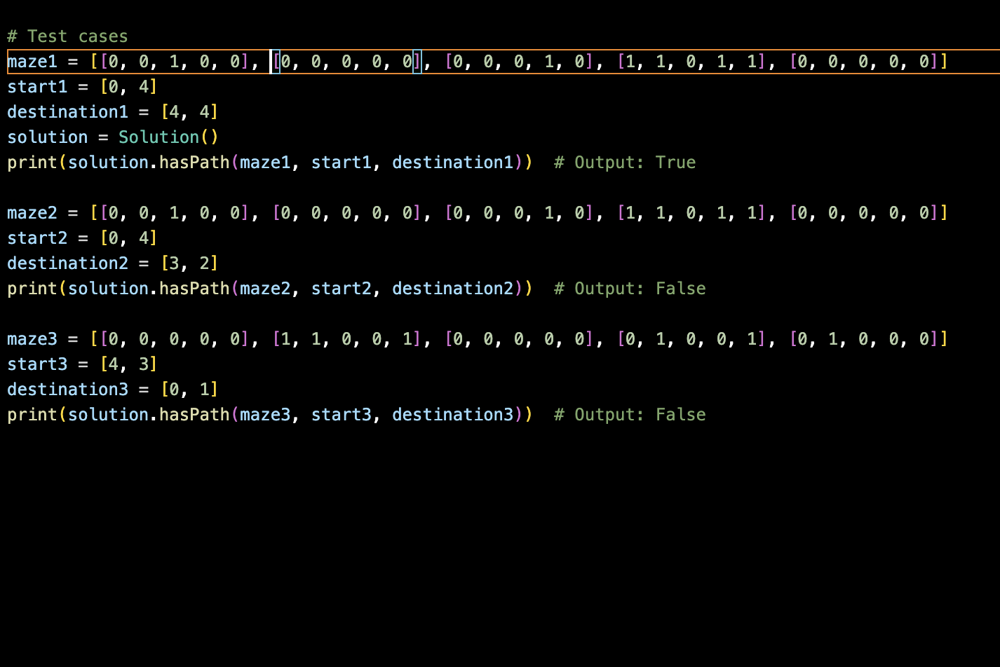 # Test cases
maze1 = [[0, 0, 1, 0, 0], [0, 0, 0, 0, 0], [0, 0, 0, 1, 0], [1, 1, 0, 1, 1], [0, 0, 0, 0, 0]]
start1 = [0, 4]
destination1 = [4, 4]
solution = Solution()
print(solution.hasPath(maze1, start1, destination1))  # Output: True
maze2 = [[0, 0, 1, 0, 0], [0, 0, 0, 0, 0], [0, 0, 0, 1, 0], [1, 1, 0, 1, 1], [0, 0, 0, 0, 0]]
start2 = [0, 4]
destination2 = [3, 2]
print(solution.hasPath(maze2, start2, destination2))  # Output: False
maze3 = [[0, 0, 0, 0, 0], [1, 1, 0, 0, 1], [0, 0, 0, 0, 0], [0, 1, 0, 0, 1], [0, 1, 0, 0, 0]]
start3 = [4, 3]
destination3 = [0, 1]
print(solution.hasPath(maze3, start3, destination3))  # Output: False